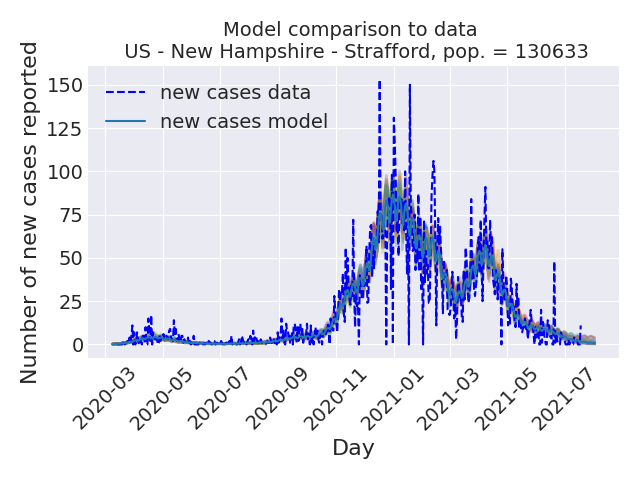 Model comparison to data
US - New Hampshire - Strafford, pop. = 130633
Number of new cases reported
150
125
100
75
50
25
0
new cases data
new cases model
2020-03
2020-05
2020-07
2020-09
2020-11
2021-01
2021-03
2021-05
2021-07
Day